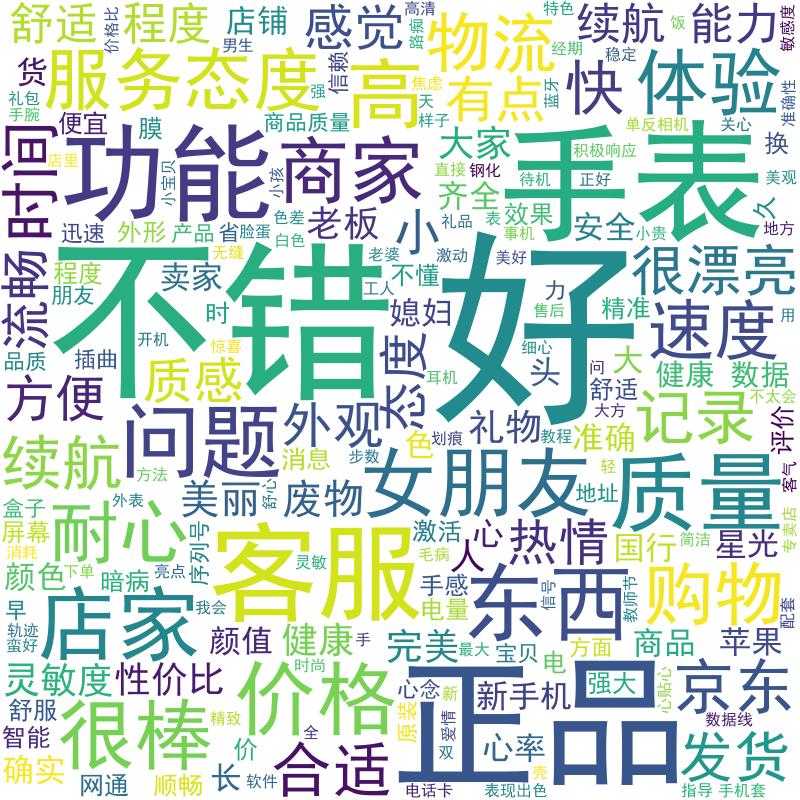 舒适
程度
店铺
感觉
高清
物流
续航
能力
特色
饭
敏感度
价格比
男生
路痴
经期
稳定
货
服务态度
信赖
强
高
焦虑
天
样子
有点
蓝牙
快
体验
准确性
礼包
手腕
便宜
膜
商品质量
大家
单反相机
关心
换
店里
时间
功能
小宝贝
商家
小孩
直接
钢化
积极响应
手表
待机
正好
美观
齐全
礼品
表
效果
事机
安全
小贵
久
地方
迅速
外形
产品
省
脸蛋
色差
白色
老板
小
流畅
程度
朋友
卖家
无缝
不错
老婆
激动
不懂
工人
美好
好
力
售后
很漂亮
精准
用
时
开机
惊喜
媳妇
态度
耳机
细心
速度
品质
插曲
质感
头
问
大
舒适
大方
健康
数据
不太会
方便
问题
外观
色
划痕
礼物
教程
准确
记录
评价
续航
方法
消息
步数
女朋友
轻
质量
客气
专卖店
盒子
外表
美丽
舒心
废物
地址
屏幕
消耗
耐心
序列号
灵敏
激活
毛病
人
心
热情
国行
简洁
星光
颜色
下单
暗病
亮点
客服
手感
电量
东西
信号
教师节
购物
配套
早
轨迹
蛮好
店家
我会
颜值
健康
手
完美
最大
宝贝
电
方面
商品
苹果
灵敏度
性价比
时尚
价格
心念
新
原装
双
爱情
正品
新手机
强大
心贴心
京东
舒服
智能
很棒
精致
价
全
合适
心率
壳
数据线
发货
确实
网通
顺畅
长
软件
电话卡
表现出色
指导
手机套